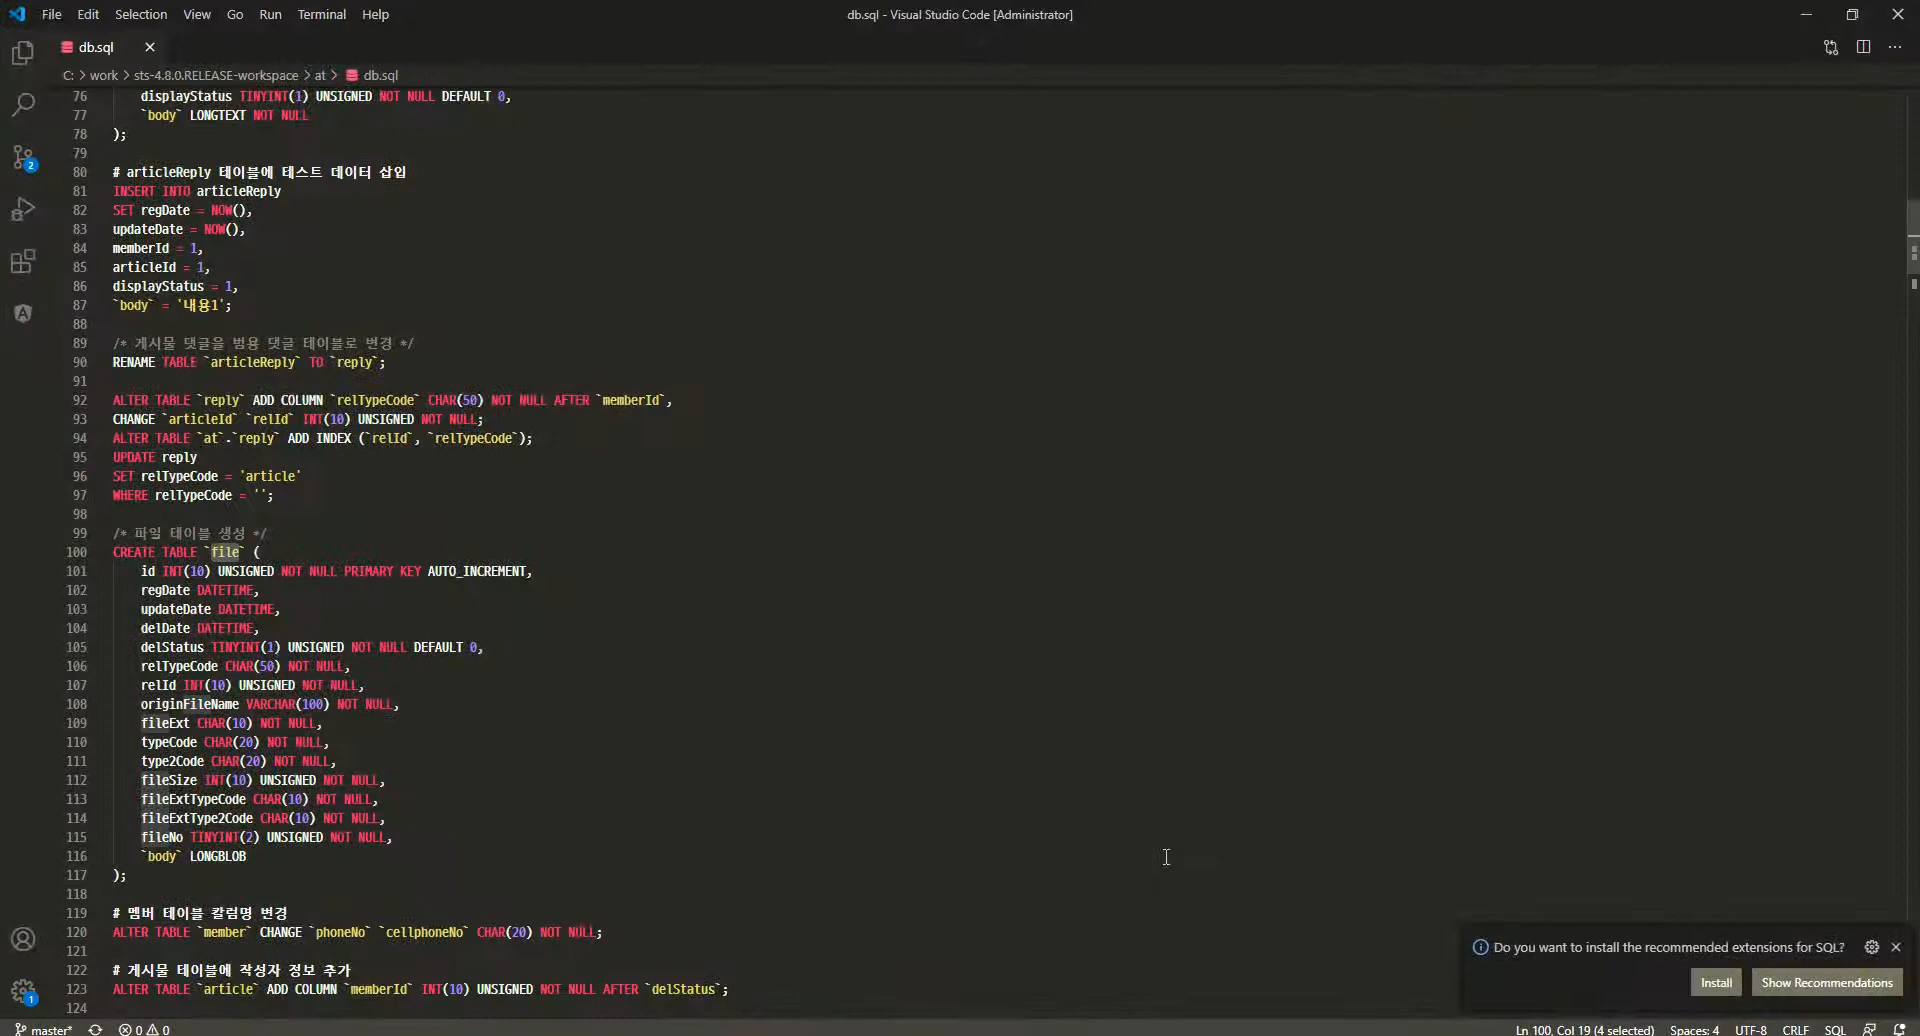 File Edit Selection View Go Run Terminal Help
db.sql - Visual Studio Code [Administrator]
db.sql
C: > work > sts-4.8.0.RELEASE-workspace > at > db.sql
76 displayStatus TINYINT(1) UNSIGNED NOT NULL DEFAULT 0,
77 `body` LONGTEXT NOT NULL
78 );
79
80 # articleReply 테이블에 테스트 데이터 삽입
81 INSERT INTO articleReply
82 SET regDate = NOW(),
83 updateDate = NOW(),
84 memberId = 1,
85 articleId = 1,
86 displayStatus = 1,
87 `body` = '내용1';
88
89 /* 게시물 댓글을 범용 댓글 테이블로 변경 */
90 RENAME TABLE `articleReply` TO `reply`;
91
92 ALTER TABLE `reply` ADD COLUMN `relTypeCode` CHAR(50) NOT NULL AFTER `memberId`,
93 CHANGE `articleId` `relId` INT(10) UNSIGNED NOT NULL;
94 ALTER TABLE `at`.`reply` ADD INDEX (`relId`, `relTypeCode`);
95 UPDATE reply
96 SET relTypeCode = 'article'
97 WHERE relTypeCode = '';
98
99 /* 파일 테이블 생성 */
100 CREATE TABLE `file` (
101 id INT(10) UNSIGNED NOT NULL PRIMARY KEY AUTO_INCREMENT,
102 regDate DATETIME,
103 updateDate DATETIME,
104 delDate DATETIME,
105 delStatus TINYINT(1) UNSIGNED NOT NULL DEFAULT 0,
106 relTypeCode CHAR(50) NOT NULL,
107 relId INT(10) UNSIGNED NOT NULL,
108 originFileName VARCHAR(100) NOT NULL,
109 fileExt CHAR(10) NOT NULL,
110 typeCode CHAR(20) NOT NULL,
111 type2Code CHAR(20) NOT NULL,
112 fileSize INT(10) UNSIGNED NOT NULL,
113 fileExtTypeCode CHAR(10) NOT NULL,
114 fileExtType2Code CHAR(10) NOT NULL,
115 fileNo TINYINT(2) UNSIGNED NOT NULL,
116 `body` LONGBLOB
117 );
118
119 # 멤버 테이블 칼럼명 변경
120 ALTER TABLE `member` CHANGE `phoneNo` `cellphoneNo` CHAR(20) NOT NULL;
121
122 # 게시물 테이블에 작성자 정보 추가
123 ALTER TABLE `article` ADD COLUMN `memberId` INT(10) UNSIGNED NOT NULL AFTER `delStatus`;
124
2
1
Do you want to install the recommended extensions for SQL?
Install Show Recommendations
master* 0 0 Ln 100, Col 19 (4 selected) Spaces: 4 UTF-8 CRLF SQL